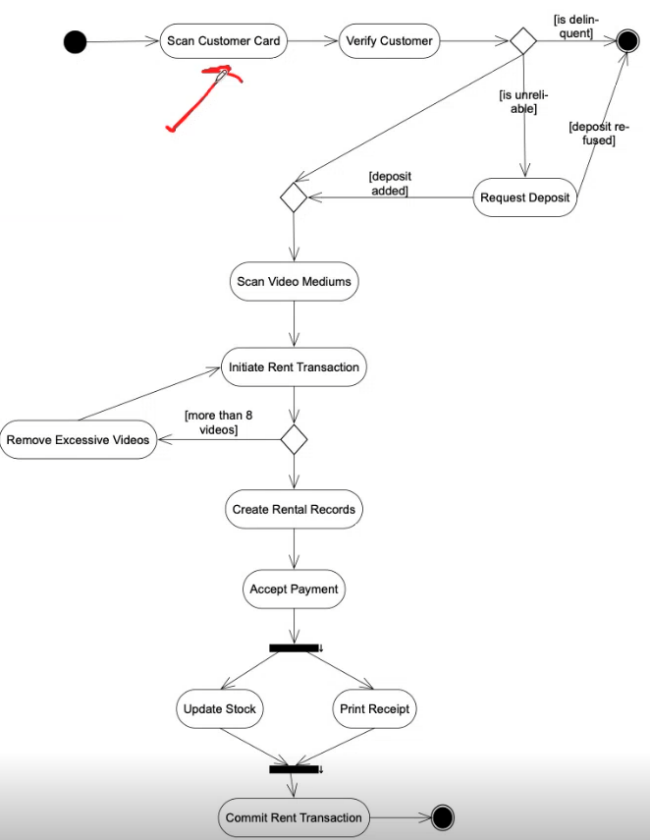 [is delin-
quent]
Scan Customer Card
Verify Customer
[is unreli-
able]
[deposit re-
fused]
[deposit
added]
Request Deposit
Scan Video Mediums
Initiate Rent Transaction
[more than 8
videos]
Remove Excessive Videos
Create Rental Records
Accept Payment
Update Stock
Print Receipt
Commit Rent Transaction